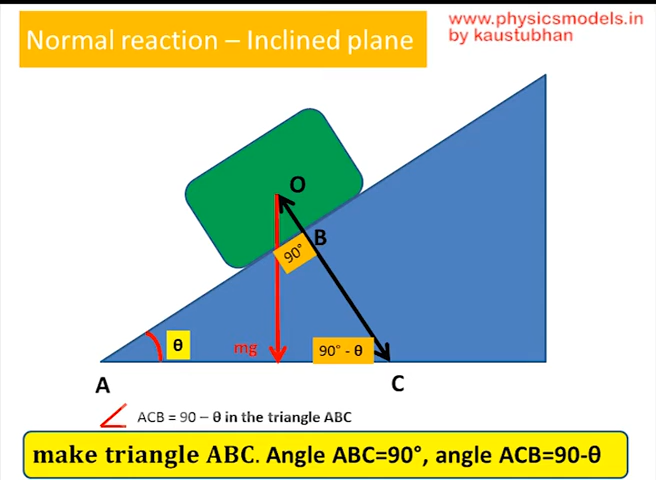 www.physicsmodels.in
by kaustubhan
Normal reaction – Inclined plane
O
B
90°
θ
mg
90° - θ
A
C
ACB = 90 – θ in the triangle ABC
make triangle ABC. Angle ABC=90°, angle ACB=90-θ